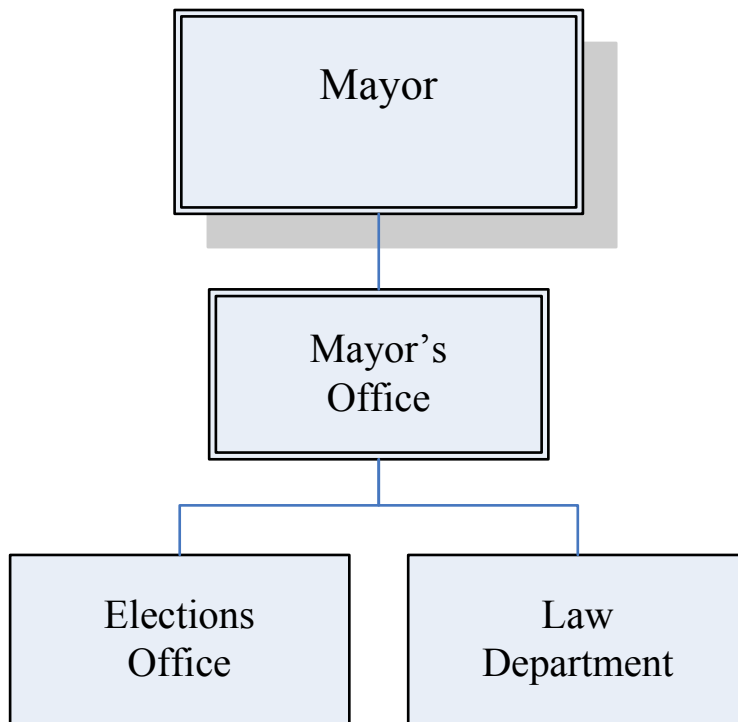 Mayor
Mayor’s
Office
Elections
Office
Law
Department